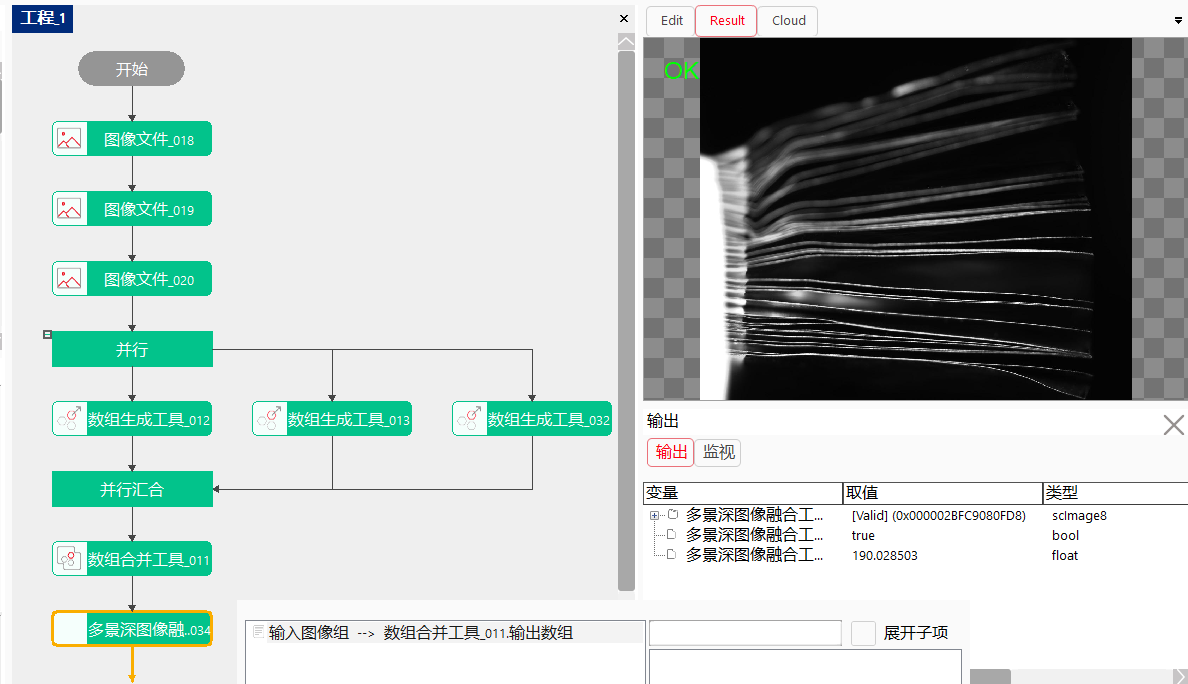 工程_1
开始
图像文件_018
图像文件_019
图像文件_020
并行
数组生成工具_012
数组生成工具_013
数组生成工具_032
并行汇合
数组合并工具_011
多景深图像融..034
Edit
Result
Cloud
OK
输出
输出
监视
变量 取值 类型
多景深图像融合工... [Valid] (0x000002BFC9080FD8) scImage8
多景深图像融合工... true bool
多景深图像融合工... 190.028503 float
输入图像组 --> 数组合并工具_011.输出数组
展开子项